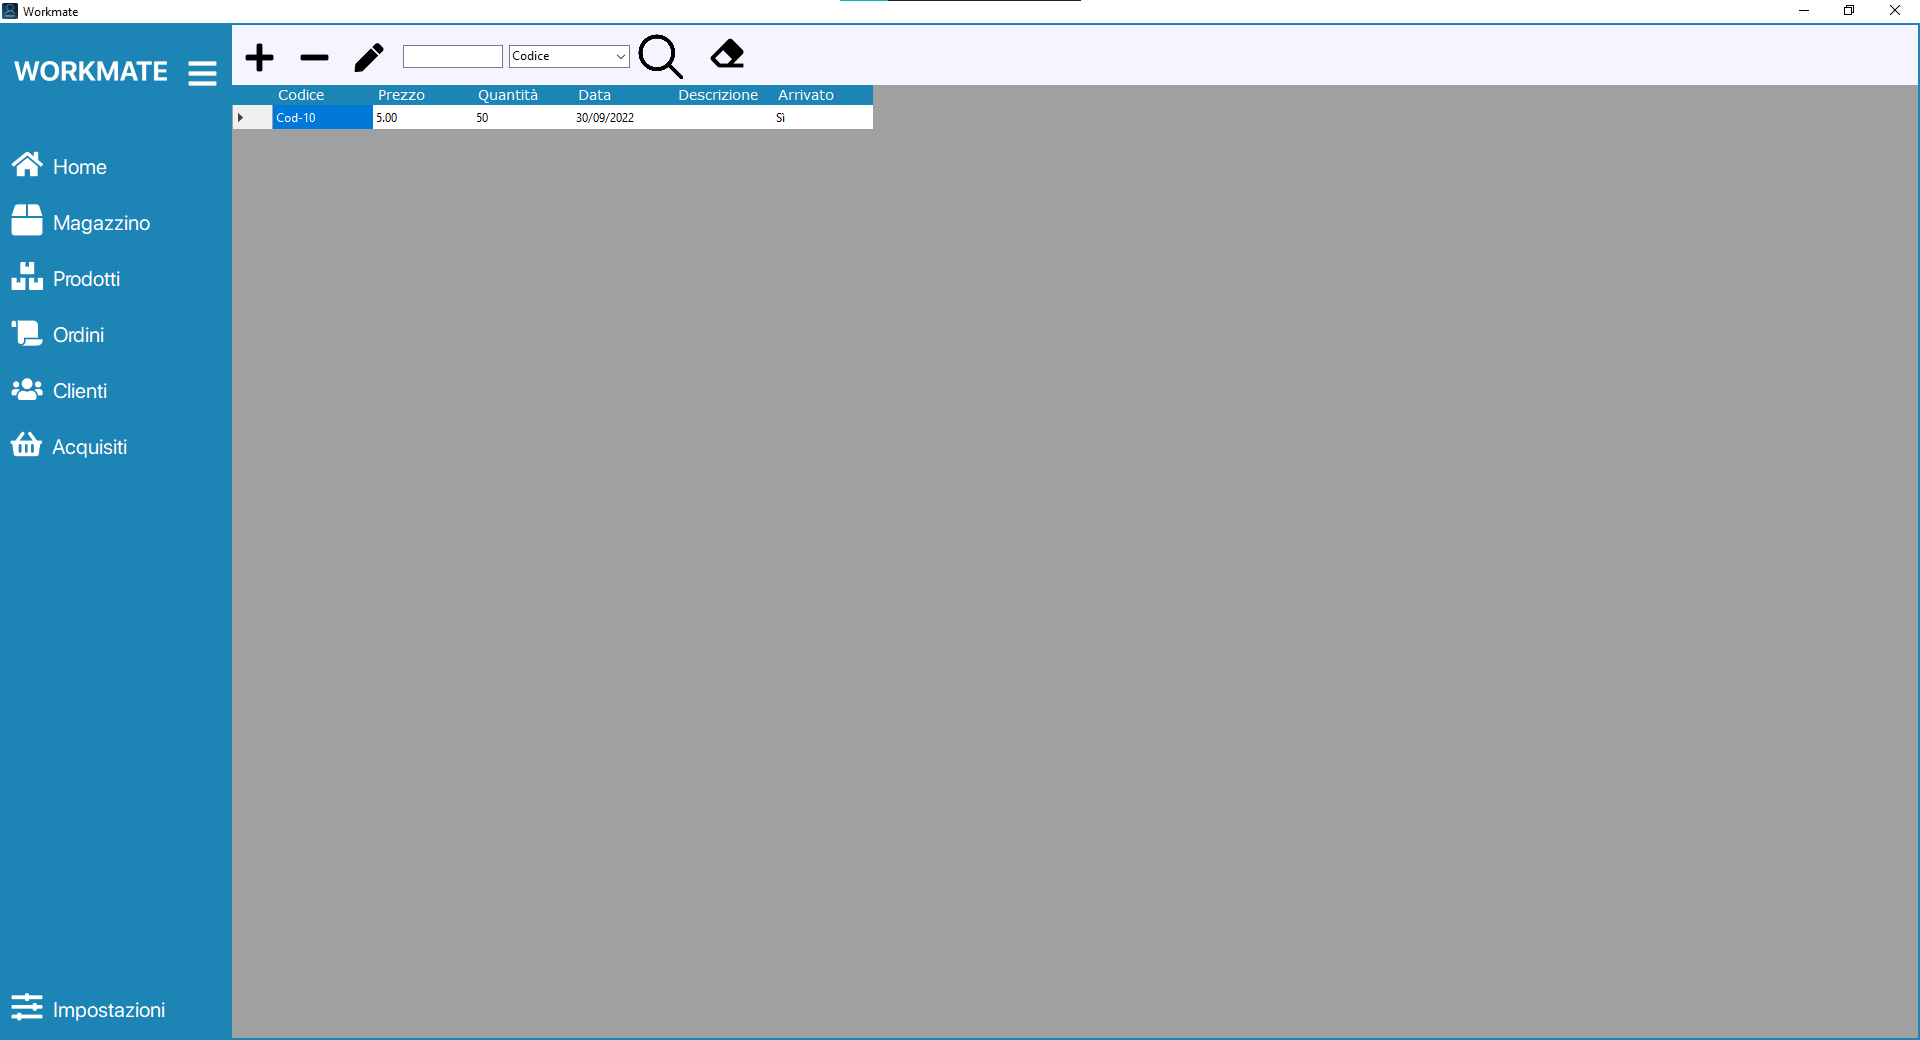 Workmate
WORKMATE
Codice
Codice Prezzo Quantità Data Descrizione Arrivato
Cod-10 5.00 50 30/09/2022 Sì
Home
Magazzino
Prodotti
Ordini
Clienti
Acquisiti
Impostazioni